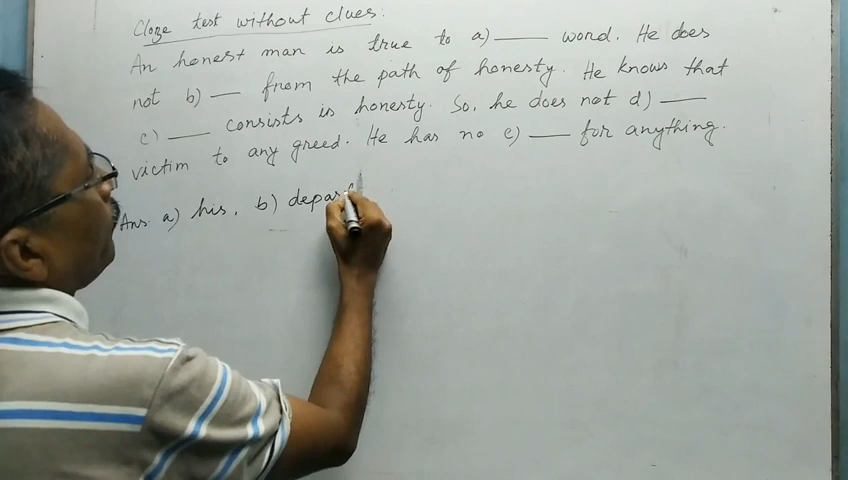 Cloze test without clues:
An honest man is true to a) ___ word. He does
not b) ___ from the path of honesty. He knows that
c) ___ consists is honesty. So, he does not d) ___
victim to any greed. He has no e) ___ for anything.
Ans: a) his, b) depart